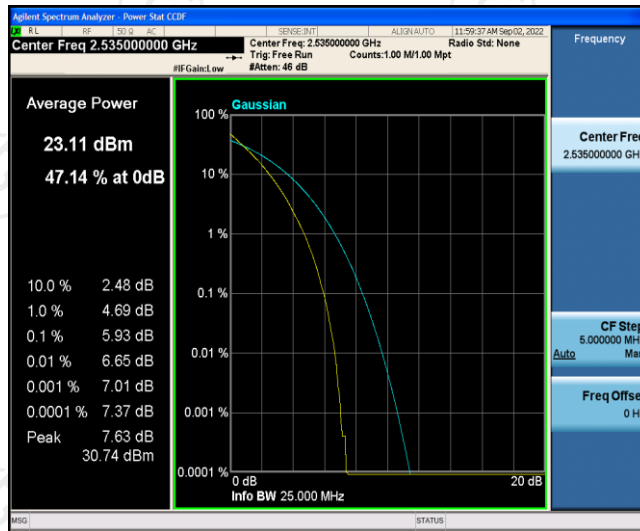 Agilent Spectrum Analyzer - Power Stat CCDF
RL RF 50 Ω AC SENSE:INT ALIGN AUTO 11:59:37 AM Sep 02, 2022
Center Freq 2.535000000 GHz
Center Freq: 2.535000000 GHz Radio Std: None
Trig: Free Run Counts:1.00 M/1.00 Mpt
#IFGain:Low #Atten: 46 dB
Frequency
Average Power
23.11 dBm
47.14 % at 0dB
10.0 % 2.48 dB
1.0 % 4.69 dB
0.1 % 5.93 dB
0.01 % 6.65 dB
0.001 % 7.01 dB
0.0001 % 7.37 dB
Peak 7.63 dB
30.74 dBm
Gaussian
100 %
10 %
1 %
0.1 %
0.01 %
0.001 %
0.0001 %
0 dB 20 dB
Info BW 25.000 MHz
Center Fre
2.535000000 GH
CF Step
5.000000 MH
Auto Ma
Freq Offse
0 H
MSG STATUS